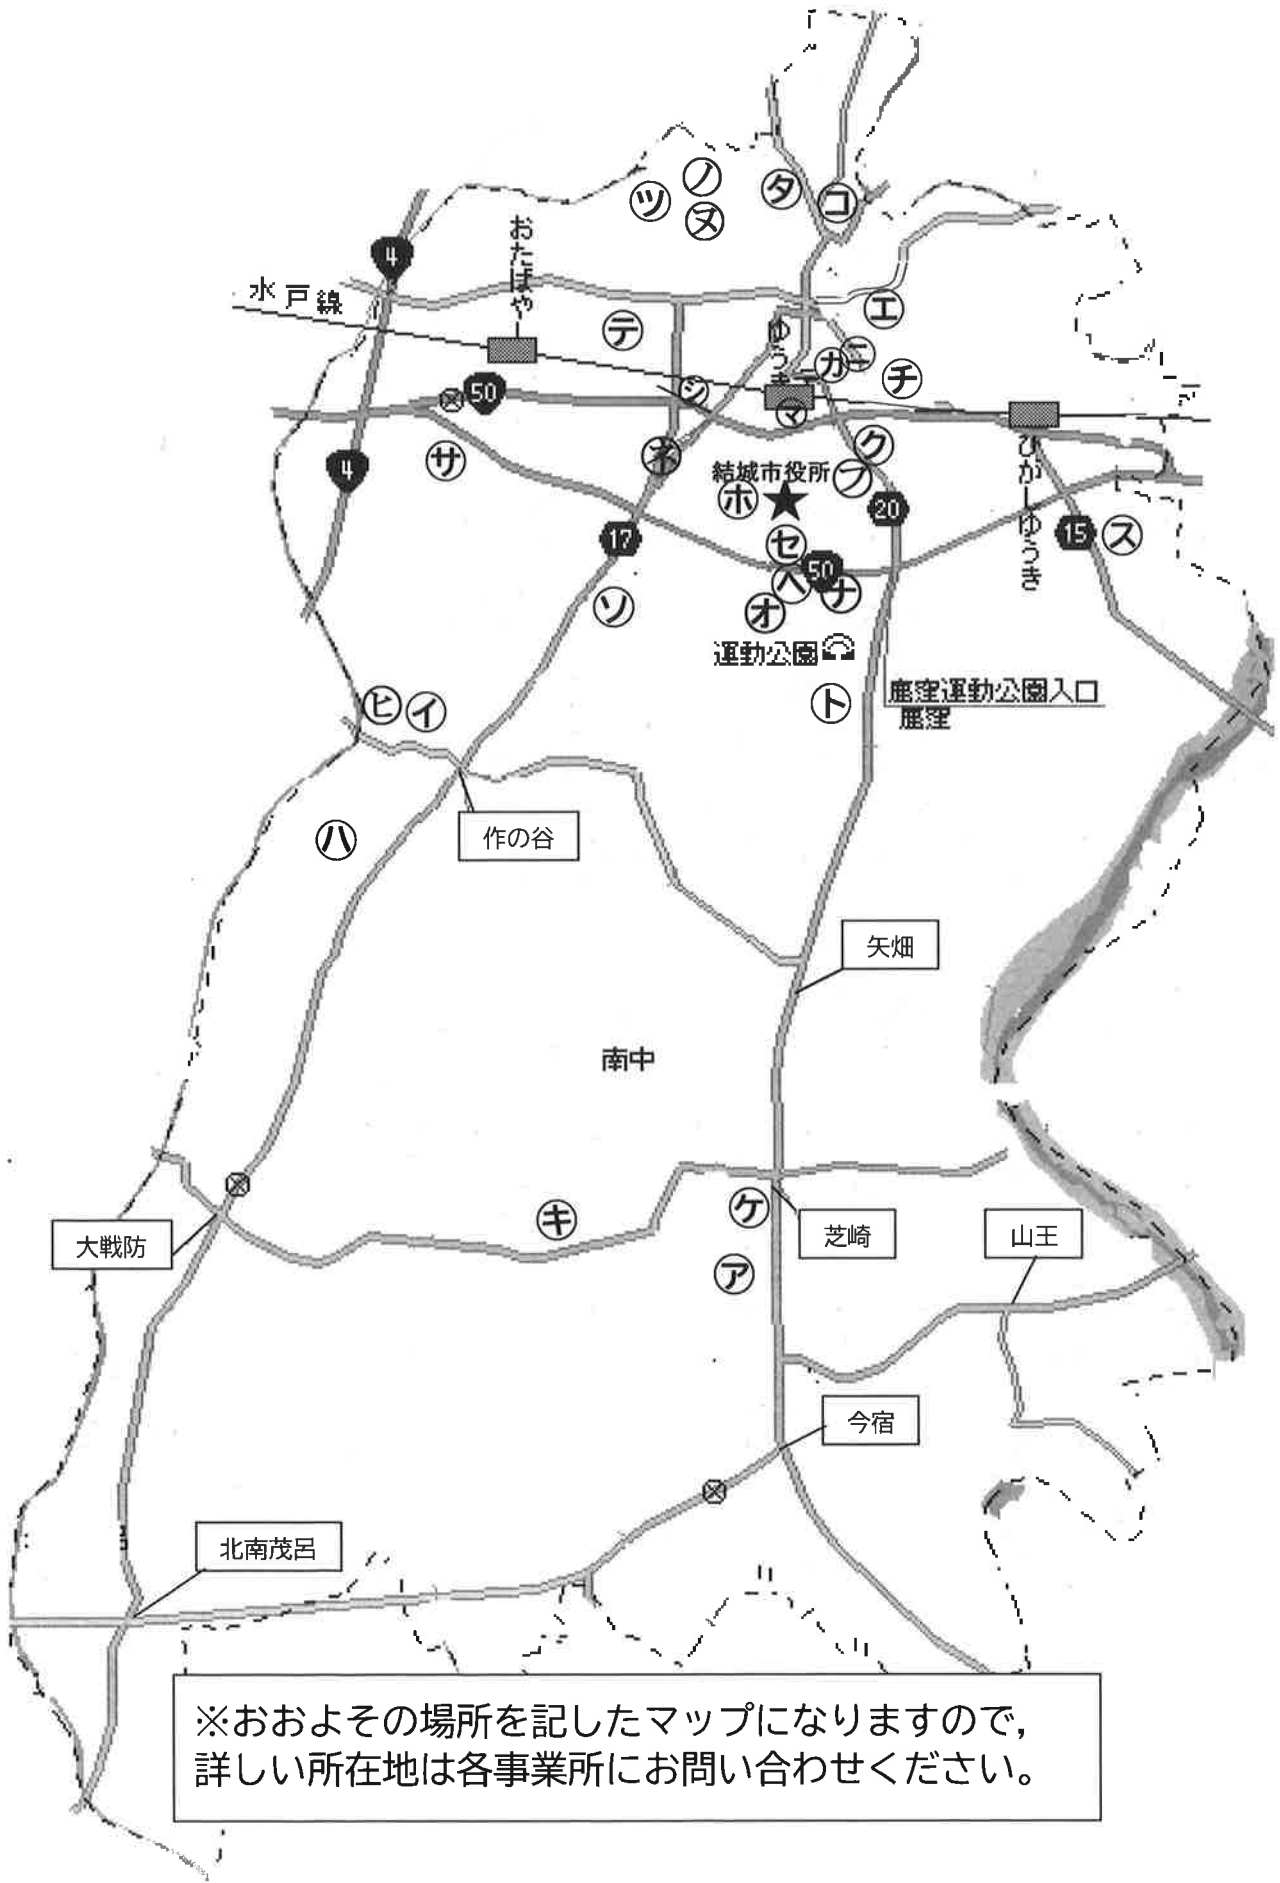 ノ
ツ
ヌ
タ
コ
4
おたばや
水戸線
エ
テ
ゆうき
カ
ニ
チ
シ
50
マ
サ
4
ネ
ク
フ
結城市役所
ホ
セ
20
ひがしゆうき
15
ス
17
50
ヘ
ナ
オ
ソ
運動公園
ト
鹿窪運動公園入口
鹿窪
ヒ
イ
ハ
作の谷
矢畑
南中
キ
ケ
ア
大戦防
芝崎
山王
今宿
北南茂呂
※おおよその場所を記したマップになりますので,
詳しい所在地は各事業所にお問い合わせください。